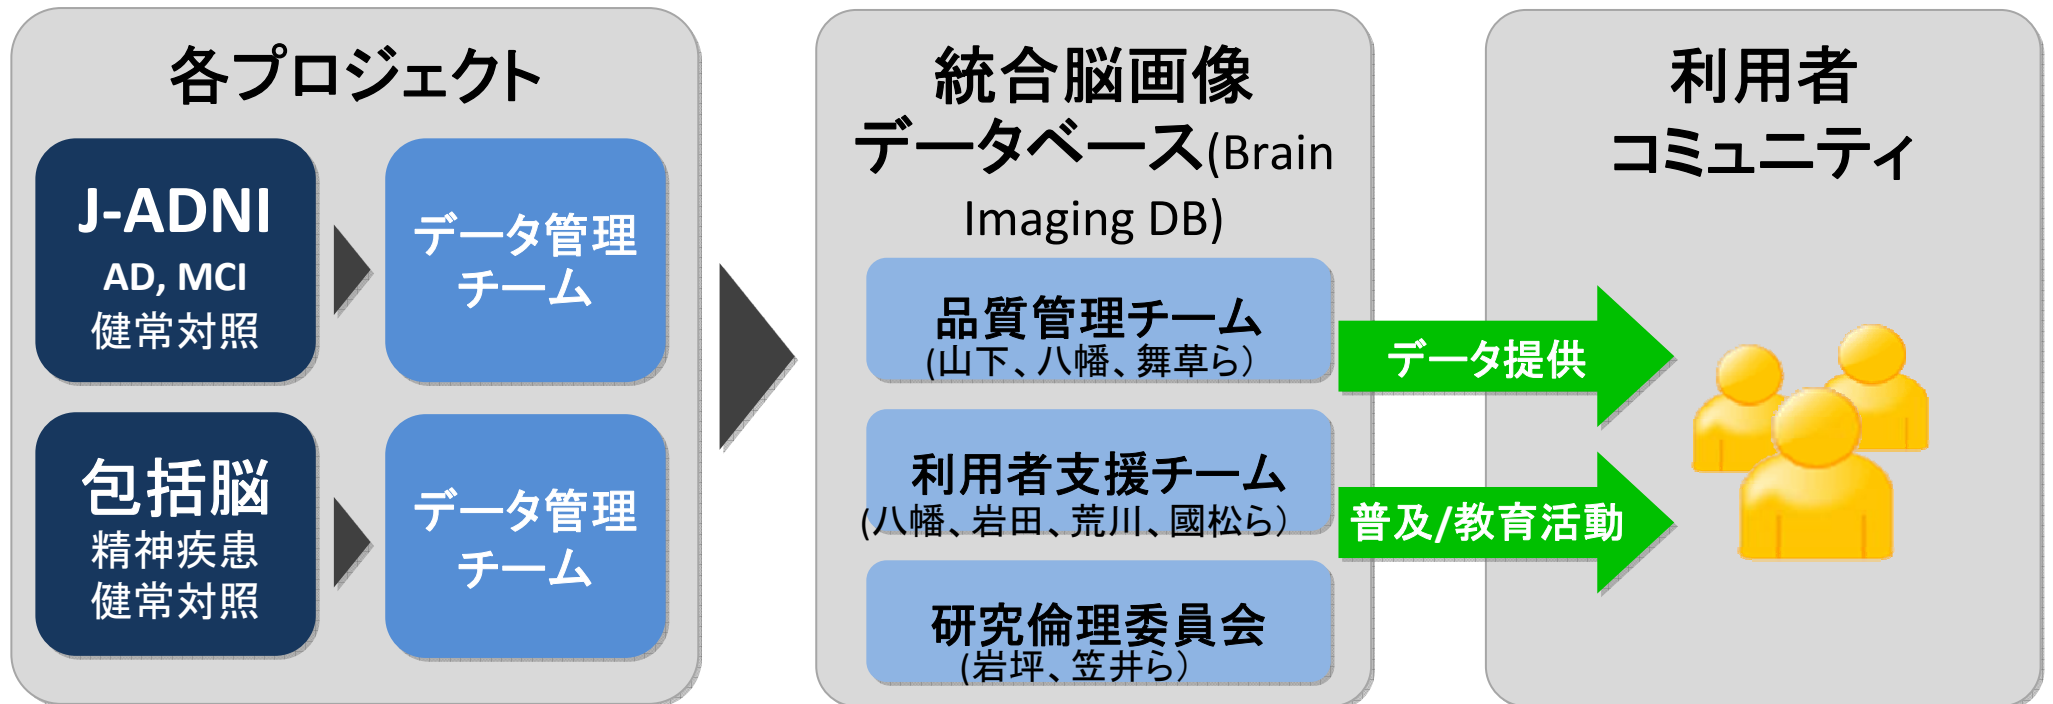 各プロジェクト
J-ADNI
AD, MCI
健常対照
データ管理
チーム
包括脳
精神疾患
健常対照
データ管理
チーム
統合脳画像
データベース(Brain
Imaging DB)
品質管理チーム
(山下、八幡、舞草ら）
利用者支援チーム
(八幡、岩田、荒川、國松ら）
研究倫理委員会
(岩坪、笠井ら）
データ提供
普及/教育活動
利用者
コミュニティ